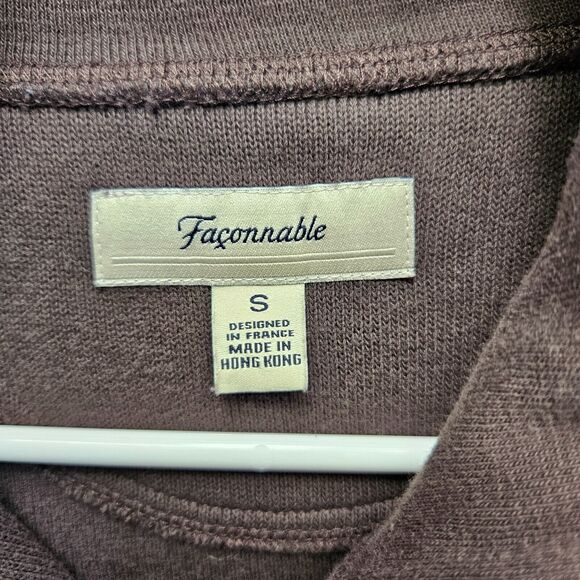 Façonnable
S
DESIGNED
IN FRANCE
MADE IN
HONG KONG